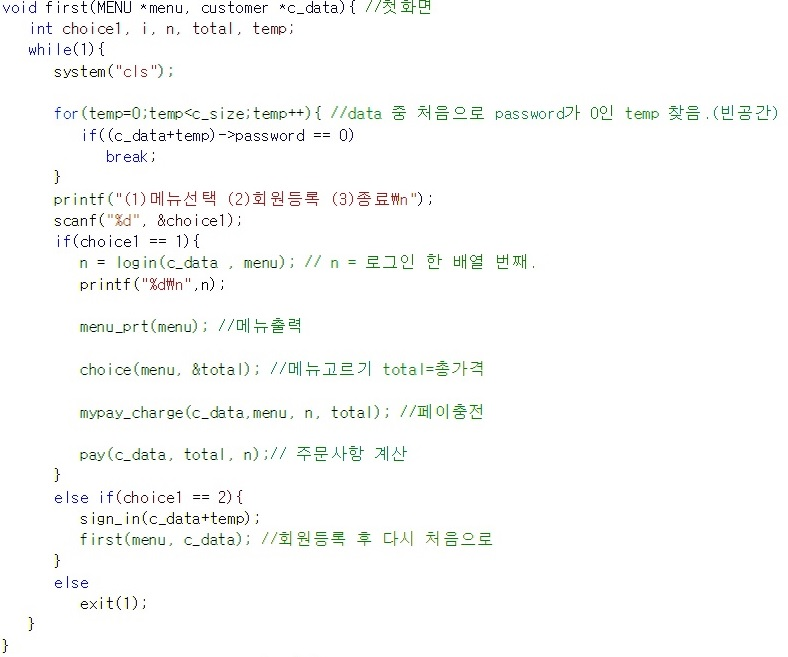 void first(MENU *menu, customer *c_data){ //첫화면
int choice1, i, n, total, temp;
while(1){
system("cls");
for(temp=0;temp<c_size;temp++){ //data 중 처음으로 password가 0인 temp 찾음.(빈공간)
if((c_data+temp)->password == 0)
break;
}
printf("(1)메뉴선택 (2)회원등록 (3)종료₩n");
scanf("%d", &choice1);
if(choice1 == 1){
n = login(c_data , menu); // n = 로그인 한 배열 번째.
printf("%d₩n",n);
menu_prt(menu); //메뉴출력
choice(menu, &total); //메뉴고르기 total=총가격
mypay_charge(c_data,menu, n, total); //페이충전
pay(c_data, total, n);// 주문사항 계산
}
else if(choice1 == 2){
sign_in(c_data+temp);
first(menu, c_data); //회원등록 후 다시 처음으로
}
else
exit(1);
}
}